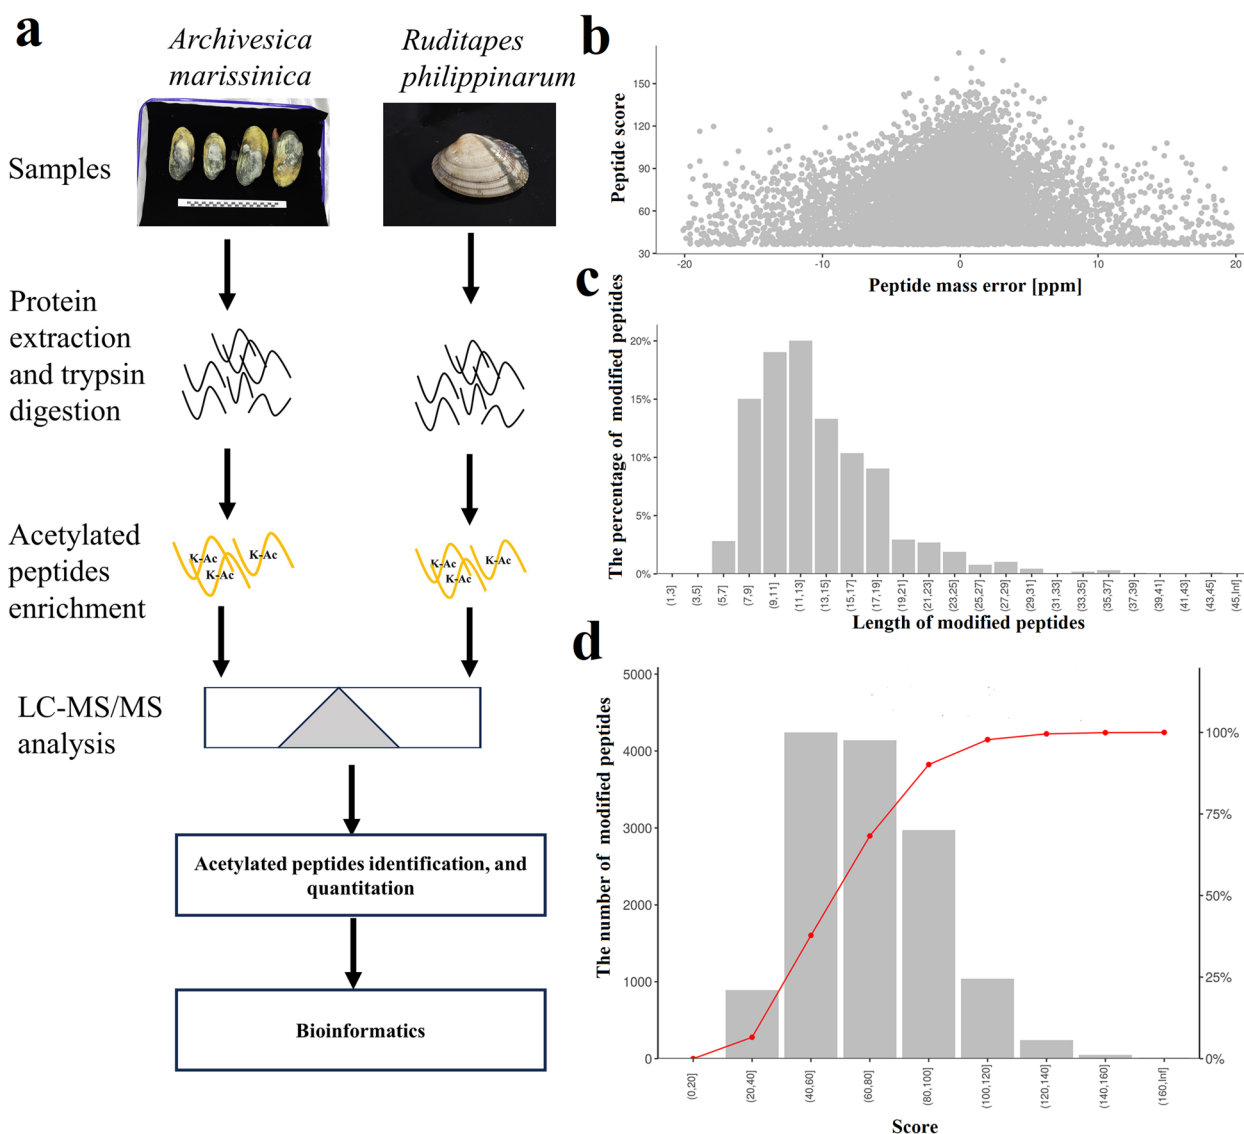 a
Archivesica
marissinica
Ruditapes
philippinarum
Samples
Protein
extraction
and trypsin
digestion
Acetylated
peptides
enrichment
K-Ac
K-Ac
K-Ac
K-Ac
K-Ac
K-Ac
LC-MS/MS
analysis
Acetylated peptides identification, and
quantitation
Bioinformatics
b
Peptide score
150
120
90
60
30
-20
-10
0
10
20
Peptide mass error [ppm]
c
The percentage of modified peptides
20%
15%
10%
5%
0%
(1,3]
(3,5]
(5,7]
(7,9]
(9,11]
(11,13]
(13,15]
(15,17]
(17,19]
(19,21]
(21,23]
(23,25]
(25,27]
(27,29]
(29,31]
(31,33]
(33,35]
(35,37]
(37,39]
(39,41]
(41,43]
(43,45]
(45,Inf]
Length of modified peptides
d
The number of modified peptides
5000
4000
3000
2000
1000
0
100%
75%
50%
25%
0%
(0,20]
(20,40]
(40,60]
(60,80]
(80,100]
(100,120]
(120,140]
(140,160]
(160,Inf]
Score